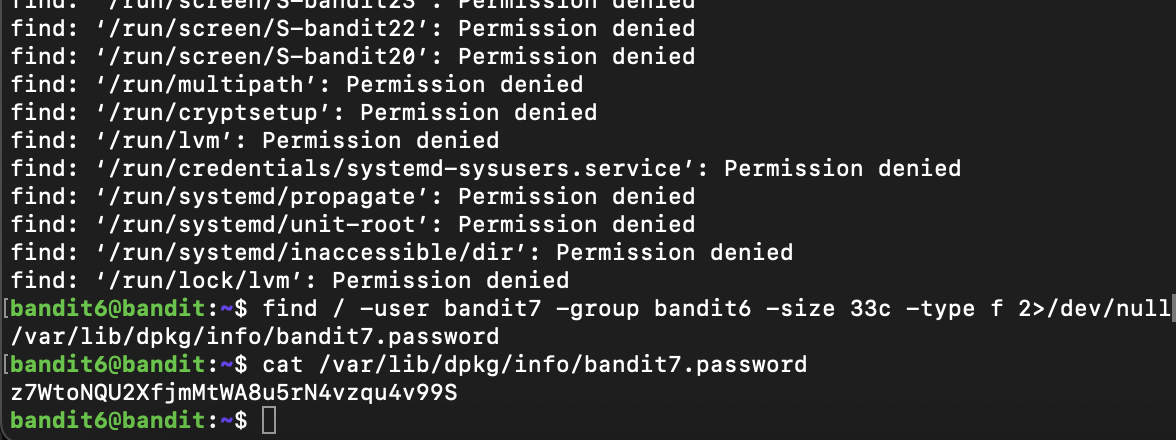 find: ‘/run/screen/S-bandit23’: Permission denied
find: ‘/run/screen/S-bandit22’: Permission denied
find: ‘/run/screen/S-bandit20’: Permission denied
find: ‘/run/multipath’: Permission denied
find: ‘/run/cryptsetup’: Permission denied
find: ‘/run/lvm’: Permission denied
find: ‘/run/credentials/systemd-sysusers.service’: Permission denied
find: ‘/run/systemd/propagate’: Permission denied
find: ‘/run/systemd/unit-root’: Permission denied
find: ‘/run/systemd/inaccessible/dir’: Permission denied
find: ‘/run/lock/lvm’: Permission denied
[bandit6@bandit:~$ find / -user bandit7 -group bandit6 -size 33c -type f 2>/dev/null
/var/lib/dpkg/info/bandit7.password
[bandit6@bandit:~$ cat /var/lib/dpkg/info/bandit7.password
z7WtoNQU2XfjmMtWA8u5rN4vzqu4v99S
bandit6@bandit:~$